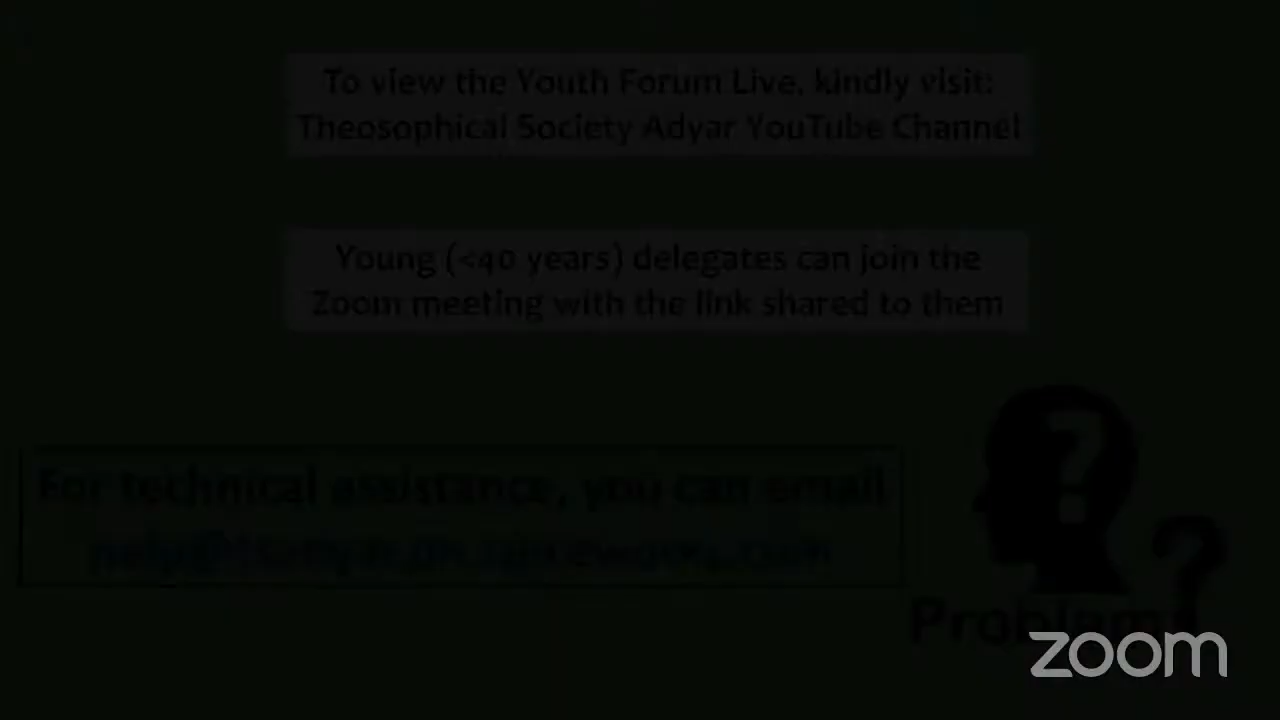 To view the Youth Forum Live, kindly visit:
Theosophical Society Adyar YouTube Channel
Young (<40 years) delegates can join the
Zoom meeting with the link shared to them
For technical assistance, you can email
?
?
Problem
zoom